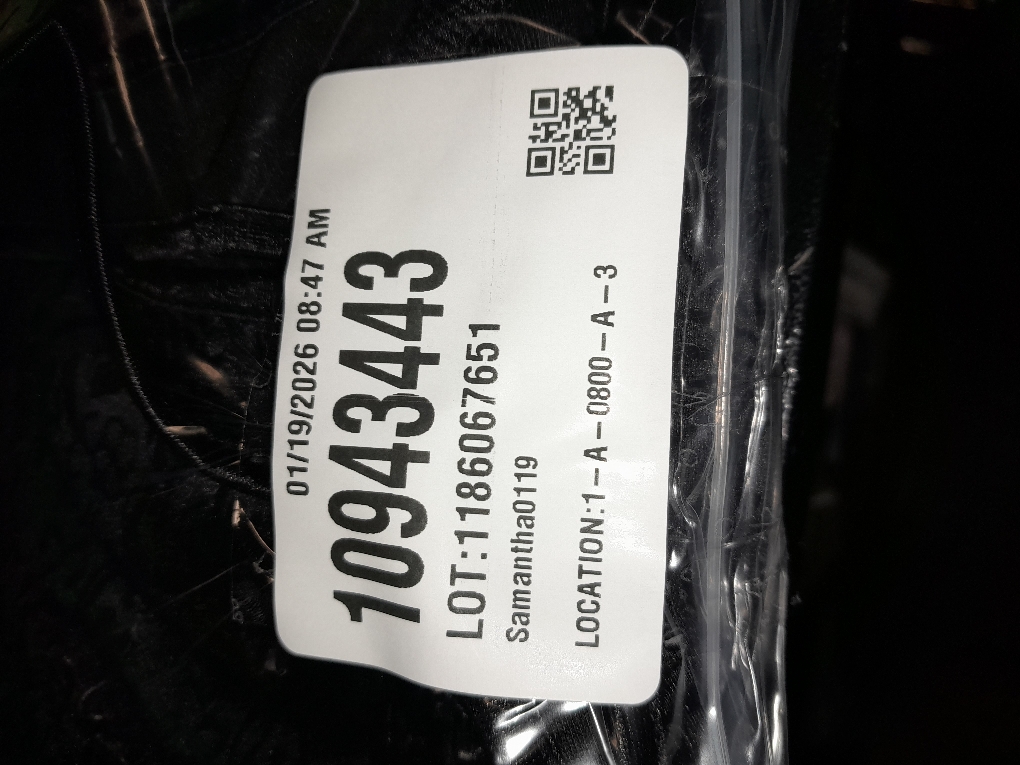 01/19/2026 08:47 AM
10943443
LOT:1186067651
Samantha0119
LOCATION:1-A-0800-A-3